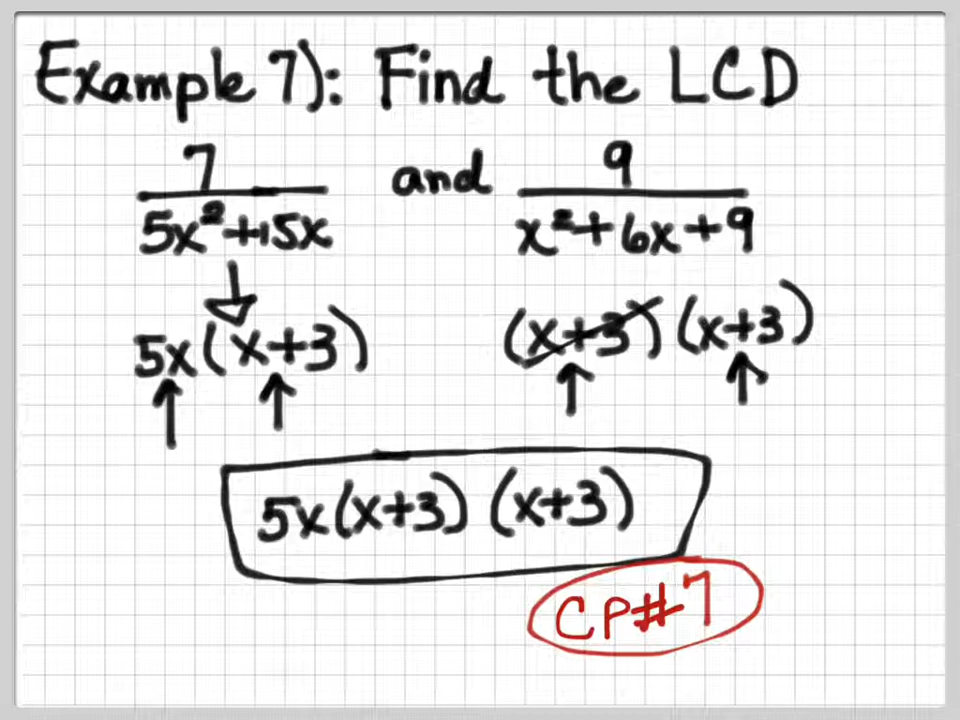 Example 7): Find the LCD
7 and 9
5x²+15x x²+6x+9
5x(x+3) (x+3)(x+3)
5x(x+3)(x+3)
CP#7